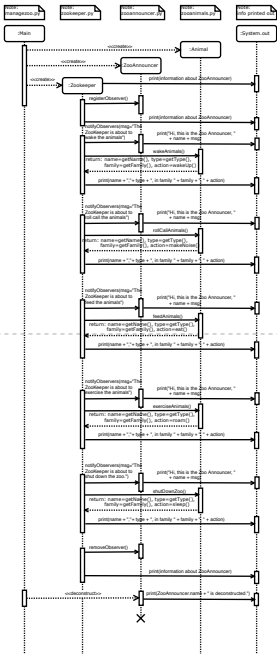 Note:
managezoo.py
Note:
zookeeper.py
Note:
zooannouncer.py
Note:
zooanimals.py
Note:
info printed out
:Main
:System.out
<<create>>
:Animal
<<create>>
:ZooAnnouncer
<<create>>
:Zookeeper
print(information about ZooAnnouncer)
registerObserver()
print(information about ZooAnnouncer)
notifyObservers(msg="The
ZooKeeper is about to
wake the animals")
print("Hi, this is the Zoo Announcer, "
+ name + msg
wakeAnimals()
return: name=getName(), type=getType(),
family=getFamily(), action=wakeUp()
print(name + ","+ type + ", in family " + family + " " + action)
notifyObservers(msg="The
ZooKeeper is about to
roll call the animals")
print("Hi, this is the Zoo Announcer, "
+ name + msg
rollCallAnimals()
return: name=getName(), type=getType(),
family=getFamily(), action=makeNoise()
print(name + ","+ type + ", in family " + family + " " + action)
notifyObservers(msg="The
ZooKeeper is about to
feed the animals")
print("Hi, this is the Zoo Announcer, "
+ name + msg
feedAnimals()
return: name=getName(), type=getType(),
family=getFamily(), action=eat()
print(name + ","+ type + ", in family " + family + " " + action)
notifyObservers(msg="The
ZooKeeper is about to
exercise the animals")
print("Hi, this is the Zoo Announcer, "
+ name + msg
exerciseAnimals()
return: name=getName(), type=getType(),
family=getFamily(), action=roam()
print(name + ","+ type + ", in family " + family + " " + action)
notifyObservers(msg="The
ZooKeeper is about to
shut down the zoo.")
print("Hi, this is the Zoo Announcer, "
+ name + msg
shutDownZoo()
return: name=getName(), type=getType(),
family=getFamily(), action=sleep()
print(name + ","+ type + ", in family " + family + " " + action)
removeObserver()
print(information about ZooAnnouncer)
<<deconstruct>>
print(ZooAnnouncer.name + " is deconstructed.")